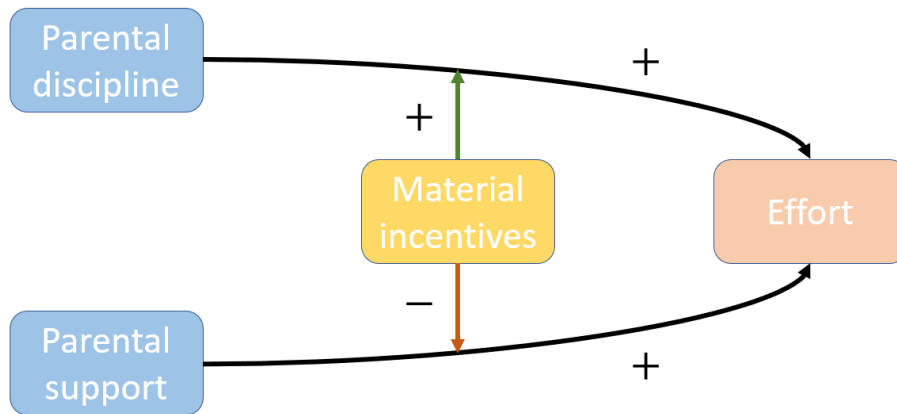 Parental
discipline
+
+
Material
incentives
Effort
−
Parental
support
+